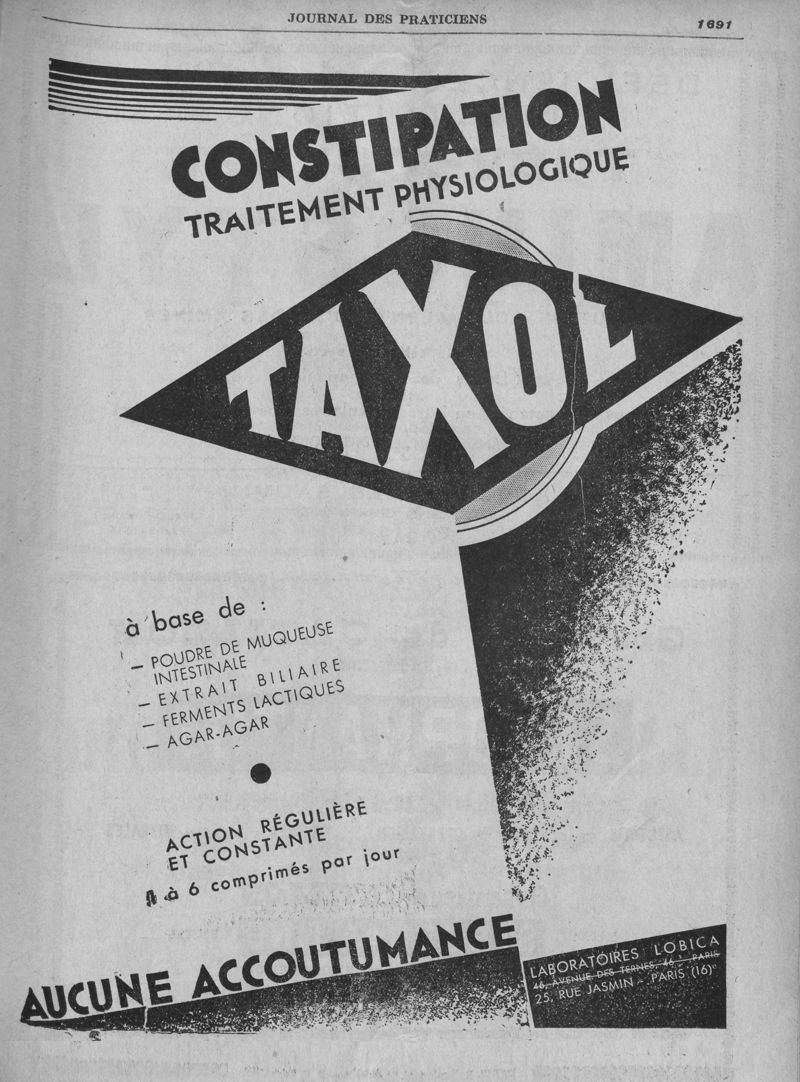 JOURNAL DES PRATICIENS
1691
CONSTIPATION
TRAITEMENT PHYSIOLOGIQUE
TAXOL
à base de :
— POUDRE DE MUQUEUSE
INTESTINALE
— EXTRAIT BILIAIRE
— FERMENTS LACTIQUES
— AGAR-AGAR
ACTION RÉGULIÈRE
ET CONSTANTE
à 6 comprimés par jour
AUCUNE ACCOUTUMANCE
LABORATOIRES LOBICA
46, AVENUE DES TERNES, 46 PARIS
25, RUE JASMIN - PARIS (16)